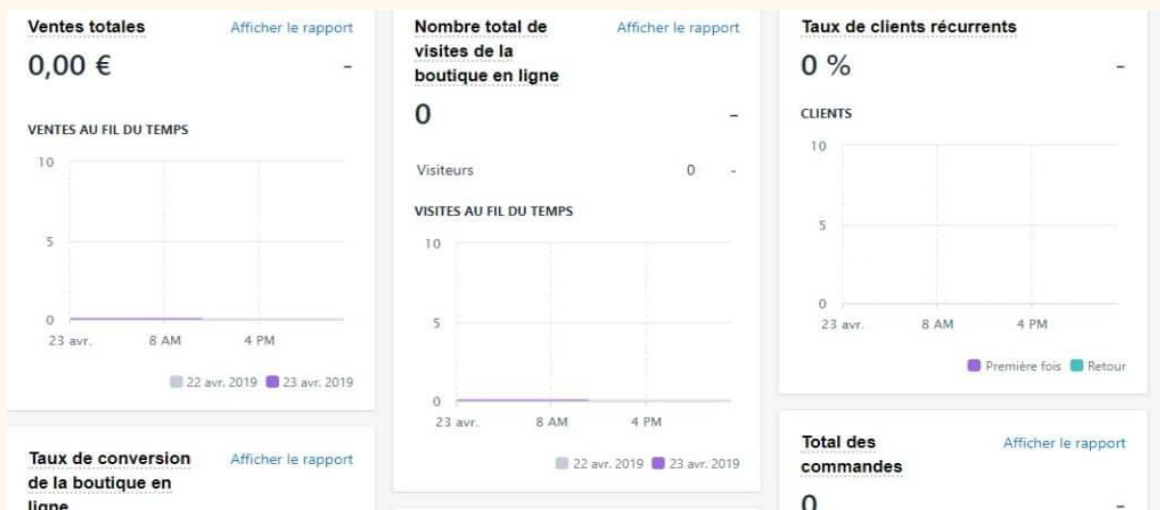 Ventes totales
Afficher le rapport
0,00 €
-
VENTES AU FIL DU TEMPS
10
5
0
23 avr.
8 AM
4 PM
22 avr. 2019
23 avr. 2019
Taux de conversion
de la boutique en
ligne
Afficher le rapport
Nombre total de
visites de la
boutique en ligne
Afficher le rapport
0
-
Visiteurs
0
-
VISITES AU FIL DU TEMPS
10
5
0
23 avr.
8 AM
4 PM
22 avr. 2019
23 avr. 2019
Taux de clients récurrents
0 %
-
CLIENTS
10
5
0
23 avr.
8 AM
4 PM
Première fois
Retour
Total des
commandes
Afficher le rapport
0
-